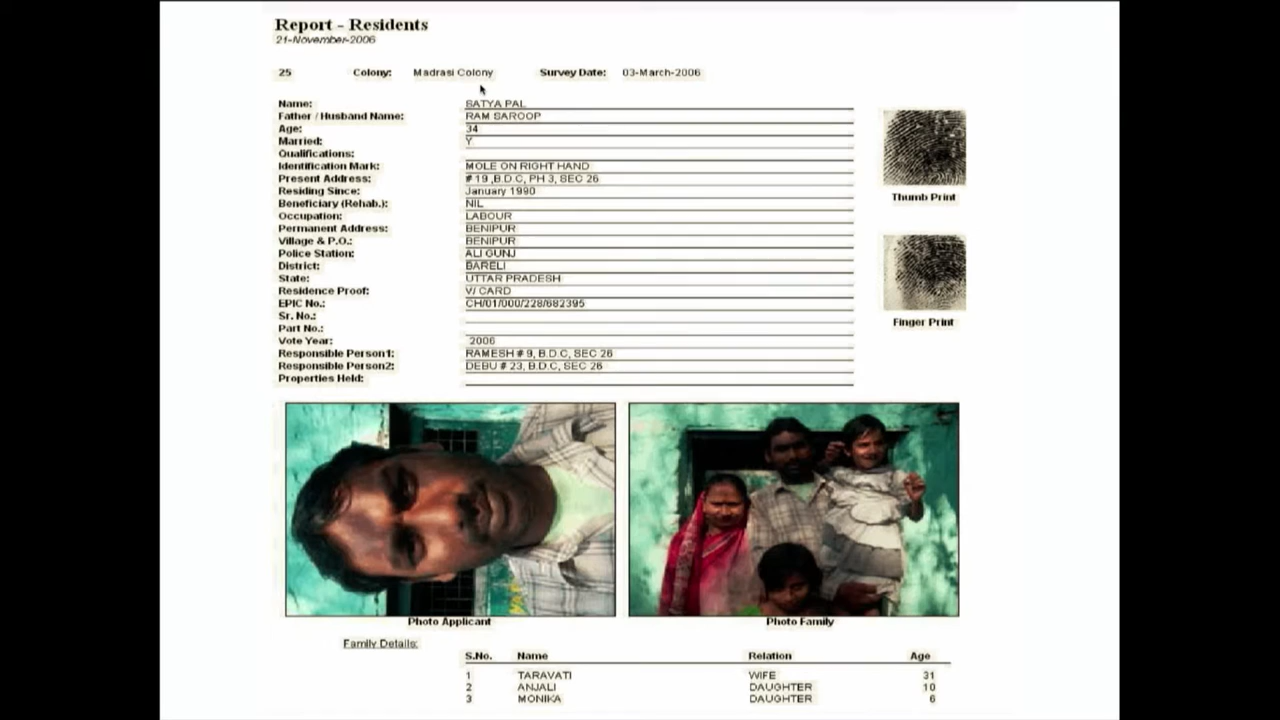 Report - Residents
21-November-2006
25 Colony: Madrasi Colony Survey Date: 03-March-2006
Name: SATYA PAL
Father / Husband Name: RAM SAROOP
Age: 34
Married: Y
Qualifications:
Identification Mark: MOLE ON RIGHT HAND
Present Address: # 19 ,B.D.C, PH 3, SEC 26
Residing Since: January 1990
Beneficiary (Rehab.): NIL
Occupation: LABOUR
Permanent Address: BENIPUR
Village & P.O.: BENIPUR
Police Station: ALI GUNJ
District: BARELI
State: UTTAR PRADESH
Residence Proof: V/ CARD
EPIC No.: CH/01/000/228/682395
Sr. No.:
Part No.:
Vote Year: 2006
Responsible Person1: RAMESH # 9, B.D.C, SEC 26
Responsible Person2: DEBU # 23, B.D.C, SEC 26
Properties Held:
Thumb Print
Finger Print
Photo Applicant Photo Family
Family Details:
S.No. Name Relation Age
1 TARAVATI WIFE 31
2 ANJALI DAUGHTER 10
3 MONIKA DAUGHTER 6